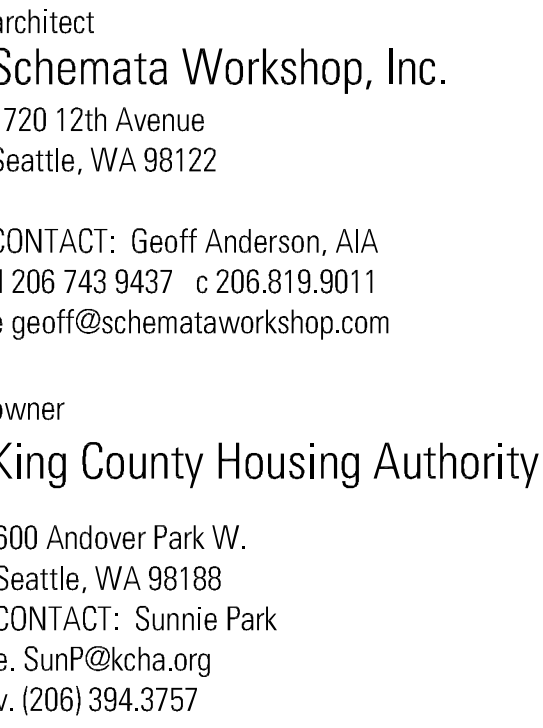 architect
Schemata Workshop, Inc.
1720 12th Avenue
Seattle, WA 98122
CONTACT: Geoff Anderson, AIA
206 743 9437 c 206.819.9011
e geoff@schemataworkshop.com
owner
King County Housing Authority
600 Andover Park W.
Seattle, WA 98188
CONTACT: Sunnie Park
e. SunP@kcha.org
v. (206) 394.3757